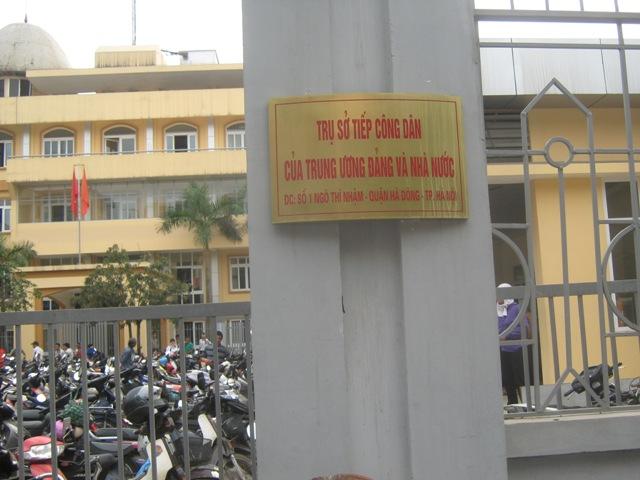 TRỤ SỞ TIẾP CÔNG DÂN
CỦA TRUNG ƯƠNG ĐẢNG VÀ NHÀ NƯỚC
DC: SỐ 1 NGÔ THÌ NHẬM - QUẬN HÀ ĐÔNG - TP. HÀ NỘI